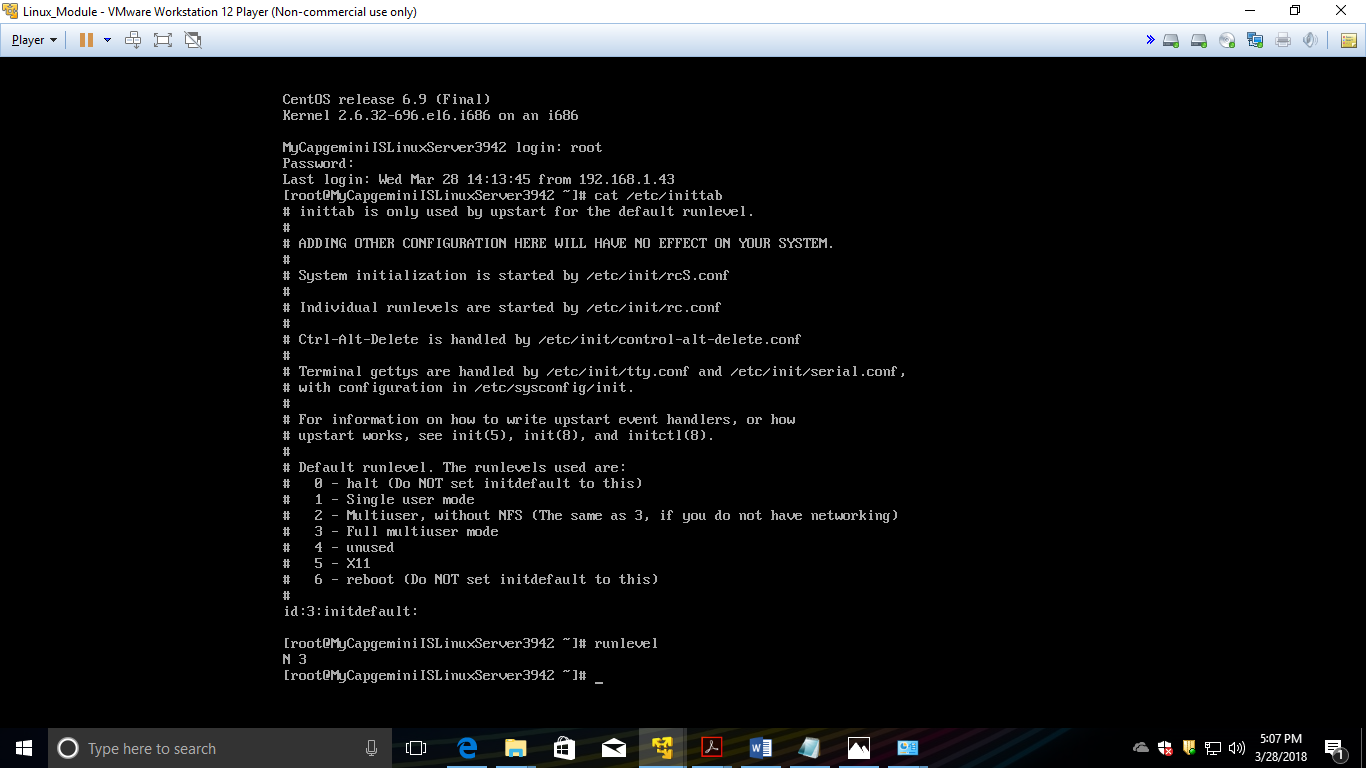 Linux_Module - VMware Workstation 12 Player (Non-commercial use only)
Player
CentOS release 6.9 (Final)
Kernel 2.6.32-696.el6.i686 on an i686
MyCapgeminiISLinuxServer3942 login: root
Password:
Last login: Wed Mar 28 14:13:45 from 192.168.1.43
[root@MyCapgeminiISLinuxServer3942 ~]# cat /etc/inittab
# inittab is only used by upstart for the default runlevel.
#
# ADDING OTHER CONFIGURATION HERE WILL HAVE NO EFFECT ON YOUR SYSTEM.
#
# System initialization is started by /etc/init/rcS.conf
#
# Individual runlevels are started by /etc/init/rc.conf
#
# Ctrl-Alt-Delete is handled by /etc/init/control-alt-delete.conf
#
# Terminal gettys are handled by /etc/init/tty.conf and /etc/init/serial.conf,
# with configuration in /etc/sysconfig/init.
#
# For information on how to write upstart event handlers, or how
# upstart works, see init(5), init(8), and initctl(8).
#
# Default runlevel. The runlevels used are:
#   0 - halt (Do NOT set initdefault to this)
#   1 - Single user mode
#   2 - Multiuser, without NFS (The same as 3, if you do not have networking)
#   3 - Full multiuser mode
#   4 - unused
#   5 - X11
#   6 - reboot (Do NOT set initdefault to this)
#
id:3:initdefault:
[root@MyCapgeminiISLinuxServer3942 ~]# runlevel
N 3
[root@MyCapgeminiISLinuxServer3942 ~]# _
Type here to search
5:07 PM
3/28/2018
1